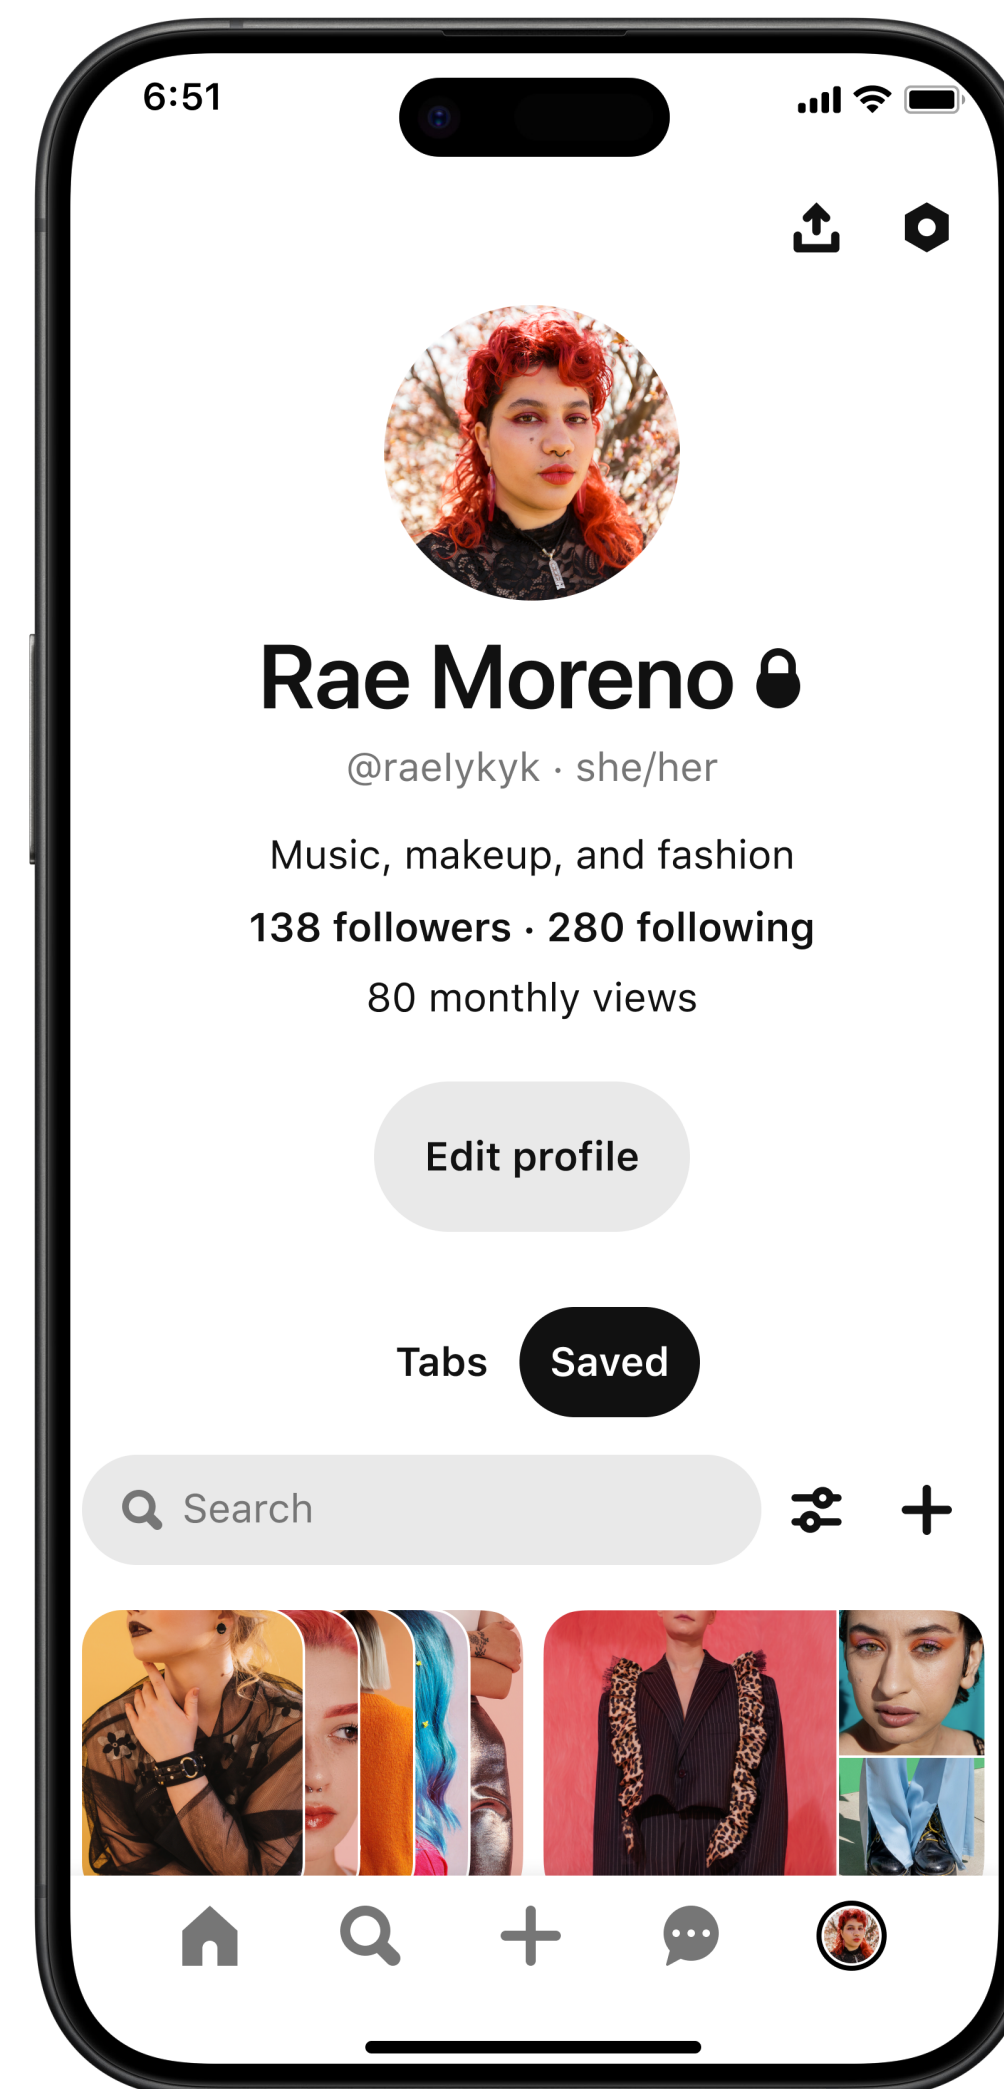 6:51
Rae Moreno
@raelykyk · she/her
Music, makeup, and fashion
138 followers · 280 following
80 monthly views
Edit profile
Tabs Saved
Search